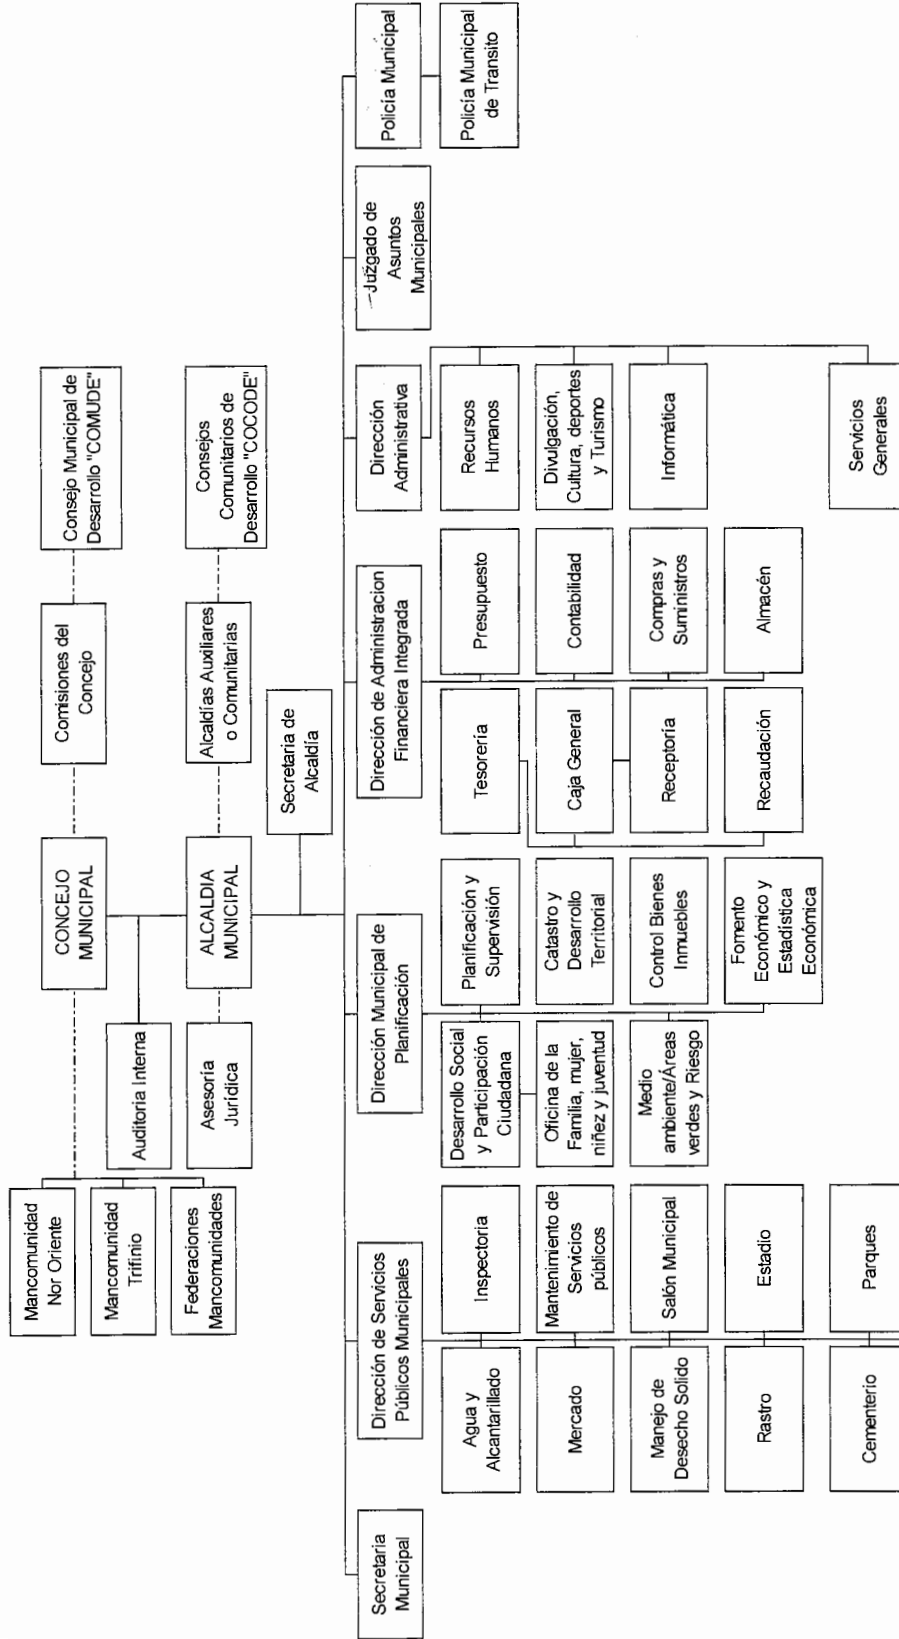 CONCEJO
MUNICIPAL
Comisiones del
Concejo
Consejo Municipal de
Desarrollo "COMUDE"
Mancomunidad
Nor Oriente
Mancomunidad
Trifinio
Federaciones
Mancomunidades
Auditoria Interna
Asesoría
Jurídica
ALCALDIA
MUNICIPAL
Alcaldías Auxiliares
o Comunitarias
Consejos
Comunitarios de
Desarrollo "COCODE"
Secretaria de
Alcaldía
Secretaria
Municipal
Dirección de Servicios
Públicos Municipales
Dirección Municipal de
Planificación
Dirección de Administracion
Financiera Integrada
Dirección
Administrativa
Juzgado de
Asuntos
Municipales
Policía Municipal
Policía Municipal
de Transito
Agua y
Alcantarillado
Inspectoria
Mercado
Mantenimiento de
Servicios
públicos
Manejo de
Desecho Solido
Salón Municipal
Rastro
Estadio
Cementerio
Parques
Desarrollo Social
y Participación
Ciudadana
Planificación y
Supervisión
Oficina de la
Familia, mujer,
niñez y juventud
Catastro y
Desarrollo
Territorial
Medio
ambiente/Áreas
verdes y Riesgo
Control Bienes
Inmuebles
Fomento
Económico y
Estadística
Económica
Tesorería
Presupuesto
Caja General
Contabilidad
Receptoría
Compras y
Suministros
Recaudación
Almacén
Recursos
Humanos
Divulgación,
Cultura, deportes
y Turismo
Informática
Servicios
Generales